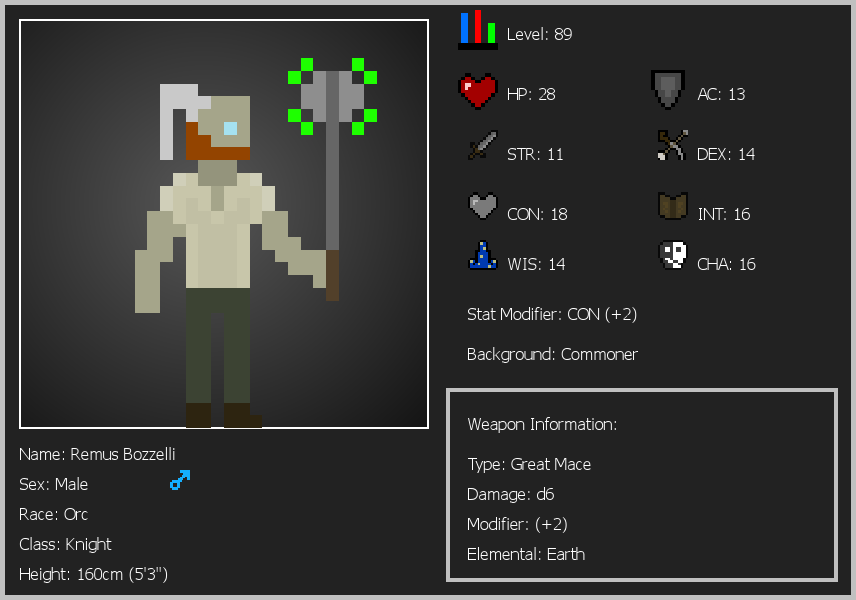 Level: 89
HP: 28
AC: 13
STR: 11
DEX: 14
CON: 18
INT: 16
WIS: 14
CHA: 16
Stat Modifier: CON (+2)
Background: Commoner
Weapon Information:
Type: Great Mace
Damage: d6
Modifier: (+2)
Elemental: Earth
Name: Remus Bozzelli
Sex: Male
Race: Orc
Class: Knight
Height: 160cm (5'3")